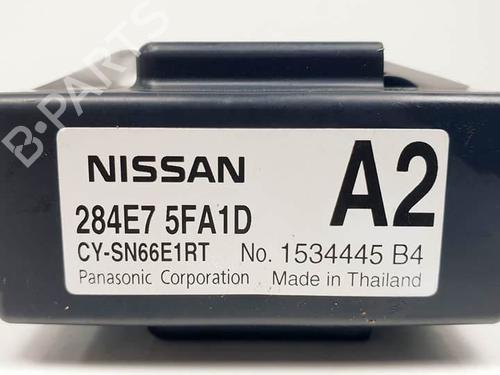 B-PARTS
NISSAN
A2
284E7 5FA1D
CY-SN66E1RT No. 1534445 B4
Panasonic Corporation Made in Thailand